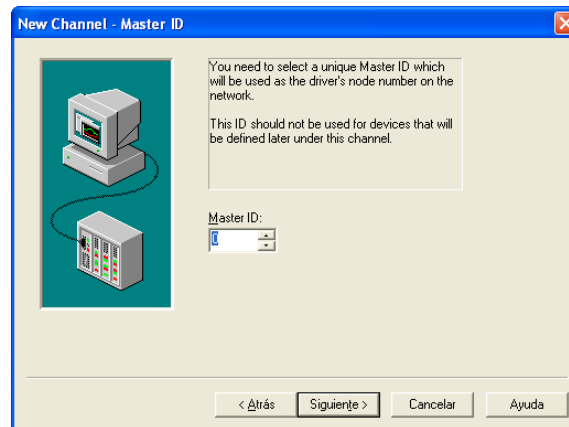 New Channel - Master ID
You need to select a unique Master ID which
will be used as the driver's node number on the
network.
This ID should not be used for devices that will
be defined later under this channel.
Master ID:
0
< Atrás Siguiente > Cancelar Ayuda